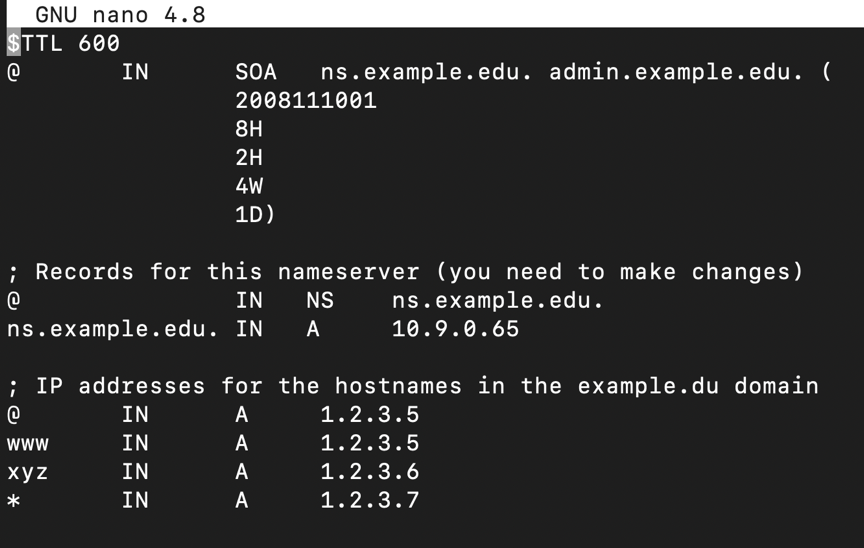 GNU nano 4.8
$TTL 600
@ IN SOA ns.example.edu. admin.example.edu. (
2008111001
8H
2H
4W
1D)
; Records for this nameserver (you need to make changes)
@ IN NS ns.example.edu.
ns.example.edu. IN A 10.9.0.65
; IP addresses for the hostnames in the example.du domain
@ IN A 1.2.3.5
www IN A 1.2.3.5
xyz IN A 1.2.3.6
* IN A 1.2.3.7